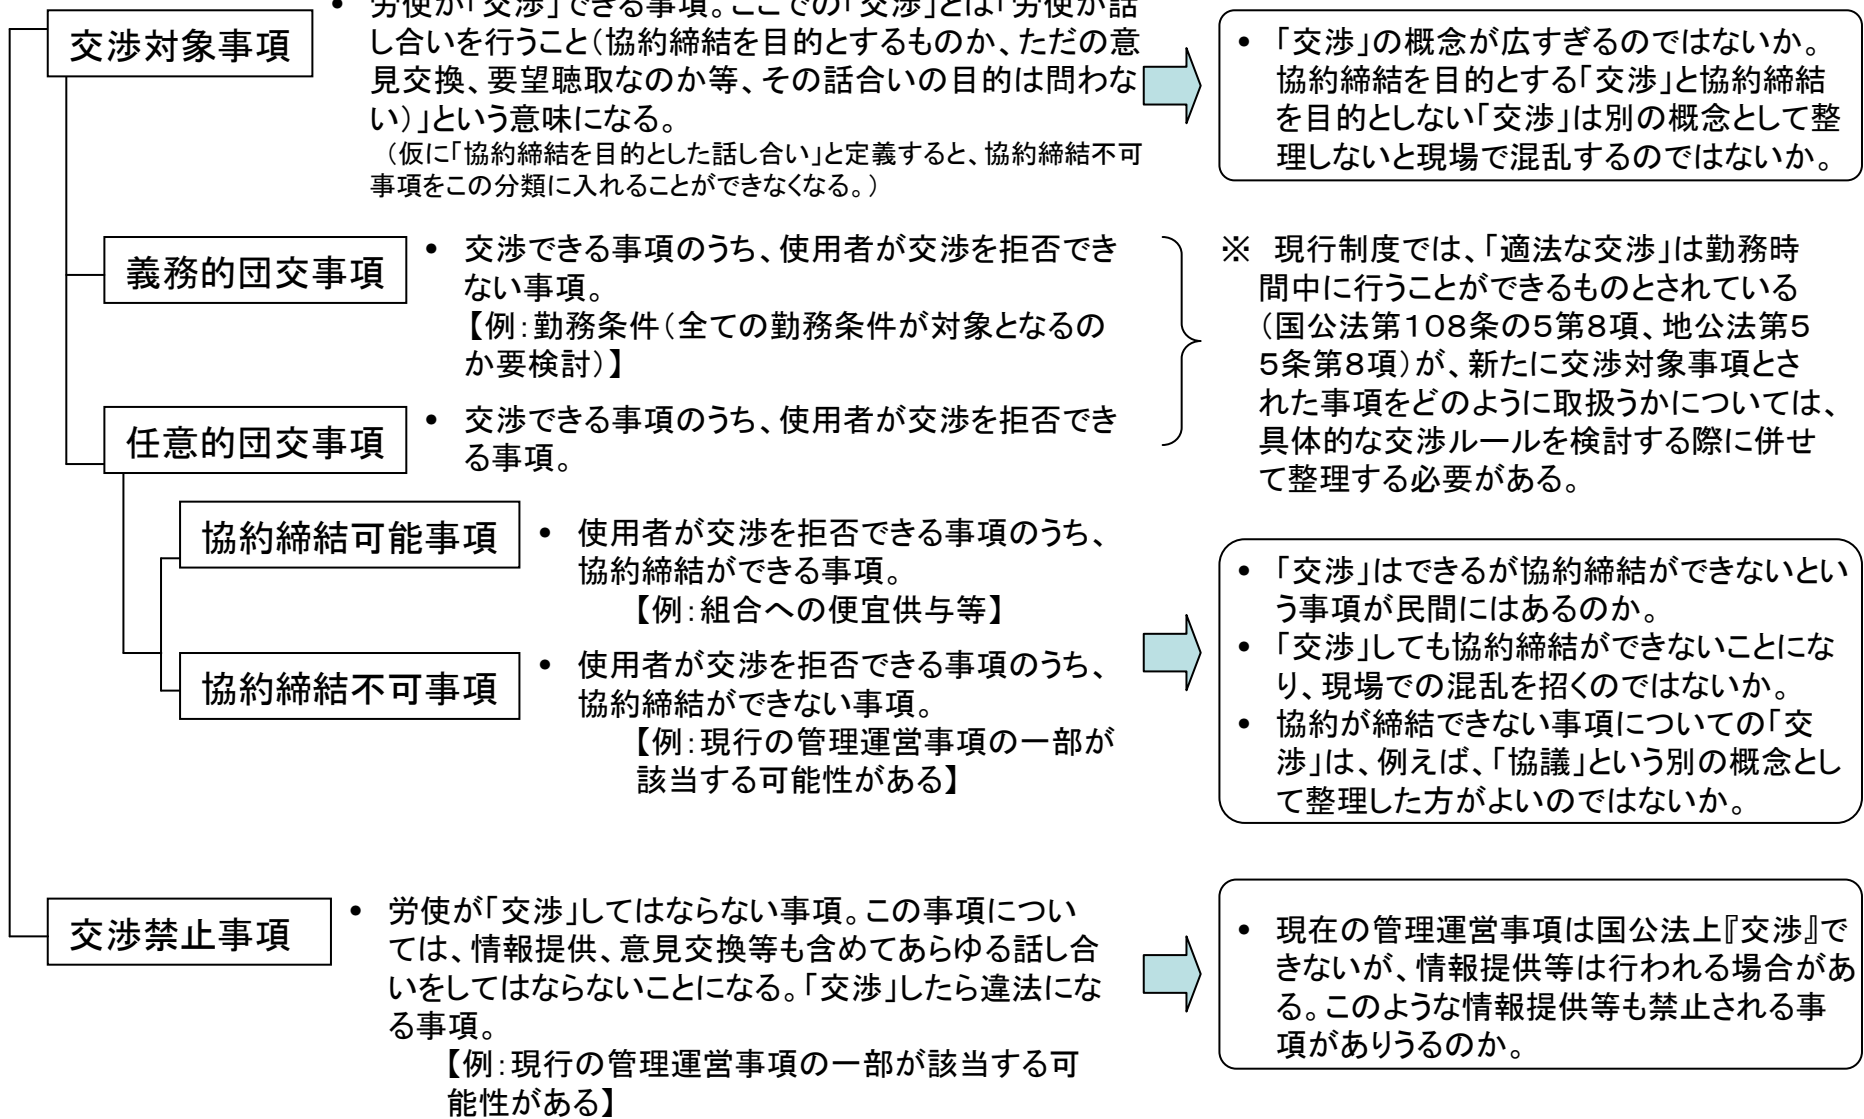 交渉対象事項
• 労使が「交渉」できる事項。ここでの「交渉」とは「労使が話
し合いを行うこと（協約締結を目的とするものか、ただの意
見交換、要望聴取なのか等、その話合いの目的は問わな
い）」という意味になる。
（仮に「協約締結を目的とした話し合い」と定義すると、協約締結不可
事項をこの分類に入れることができなくなる。）
• 「交渉」の概念が広すぎるのではないか。
協約締結を目的とする「交渉」と協約締結
を目的としない「交渉」は別の概念として整
理しないと現場で混乱するのではないか。
義務的団交事項
• 交渉できる事項のうち、使用者が交渉を拒否でき
ない事項。
【例：勤務条件（全ての勤務条件が対象となるの
か要検討）】
任意的団交事項
• 交渉できる事項のうち、使用者が交渉を拒否でき
る事項。
※ 現行制度では、「適法な交渉」は勤務時
間中に行うことができるものとされている
（国公法第１０８条の５第８項、地公法第５
５条第８項）が、新たに交渉対象事項とさ
れた事項をどのように取扱うかについては、
具体的な交渉ルールを検討する際に併せ
て整理する必要がある。
協約締結可能事項
• 使用者が交渉を拒否できる事項のうち、
協約締結ができる事項。
【例：組合への便宜供与等】
協約締結不可事項
• 使用者が交渉を拒否できる事項のうち、
協約締結ができない事項。
【例：現行の管理運営事項の一部が
該当する可能性がある】
• 「交渉」はできるが協約締結ができないとい
う事項が民間にはあるのか。
• 「交渉」しても協約締結ができないことにな
り、現場での混乱を招くのではないか。
• 協約が締結できない事項についての「交
渉」は、例えば、「協議」という別の概念とし
て整理した方がよいのではないか。
交渉禁止事項
• 労使が「交渉」してはならない事項。この事項につい
ては、情報提供、意見交換等も含めてあらゆる話し合
いをしてはならないことになる。「交渉」したら違法にな
る事項。
【例：現行の管理運営事項の一部が該当する可
能性がある】
• 現在の管理運営事項は国公法上『交渉』で
きないが、情報提供等は行われる場合があ
る。このような情報提供等も禁止される事
項がありうるのか。